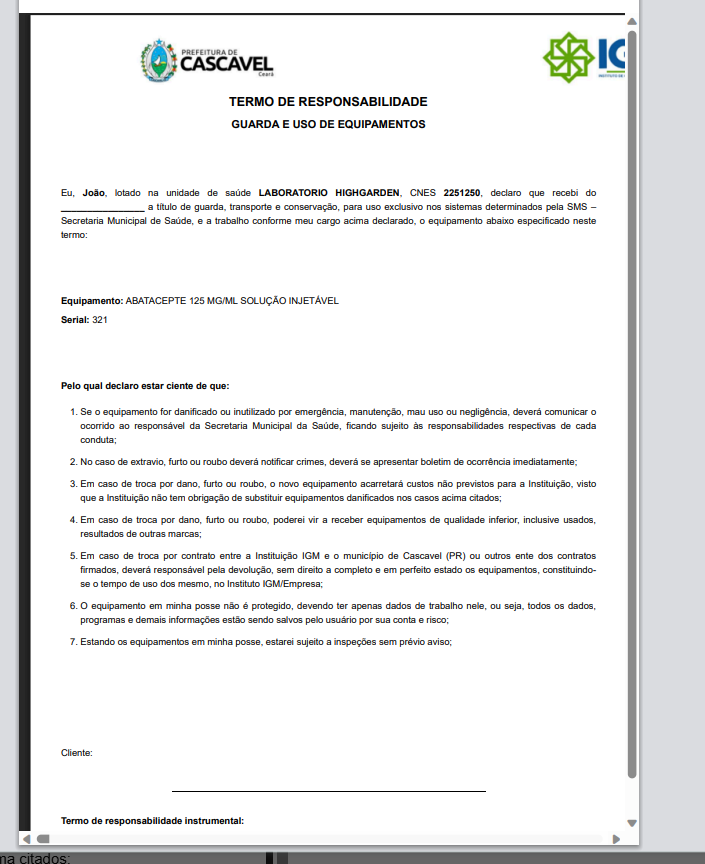 PREFEITURA DE
CASCAVEL
Ceará
TERMO DE RESPONSABILIDADE
GUARDA E USO DE EQUIPAMENTOS
Eu, João, lotado na unidade de saúde LABORATORIO HIGHGARDEN, CNES 2251250, declaro que recebi do
________________ a título de guarda, transporte e conservação, para uso exclusivo nos sistemas determinados pela SMS –
Secretaria Municipal de Saúde, e a trabalho conforme meu cargo acima declarado, o equipamento abaixo especificado neste
termo:
Equipamento: ABATACEPTE 125 MG/ML SOLUÇÃO INJETÁVEL
Serial: 321
Pelo qual declaro estar ciente de que:
1. Se o equipamento for danificado ou inutilizado por emergência, manutenção, mau uso ou negligência, deverá comunicar o
ocorrido ao responsável da Secretaria Municipal da Saúde, ficando sujeito às responsabilidades respectivas de cada
conduta;
2. No caso de extravio, furto ou roubo deverá notificar crimes, deverá se apresentar boletim de ocorrência imediatamente;
3. Em caso de troca por dano, furto ou roubo, o novo equipamento acarretará custos não previstos para a Instituição, visto
que a Instituição não tem obrigação de substituir equipamentos danificados nos casos acima citados;
4. Em caso de troca por dano, furto ou roubo, poderei vir a receber equipamentos de qualidade inferior, inclusive usados,
resultados de outras marcas;
5. Em caso de troca por contrato entre a Instituição IGM e o município de Cascavel (PR) ou outros ente dos contratos
firmados, deverá responsável pela devolução, sem direito a completo e em perfeito estado os equipamentos, constituindo-
se o tempo de uso dos mesmo, no Instituto IGM/Empresa;
6. O equipamento em minha posse não é protegido, devendo ter apenas dados de trabalho nele, ou seja, todos os dados,
programas e demais informações estão sendo salvos pelo usuário por sua conta e risco;
7. Estando os equipamentos em minha posse, estarei sujeito a inspeções sem prévio aviso;
Cliente:
Termo de responsabilidade instrumental:
ma citados;